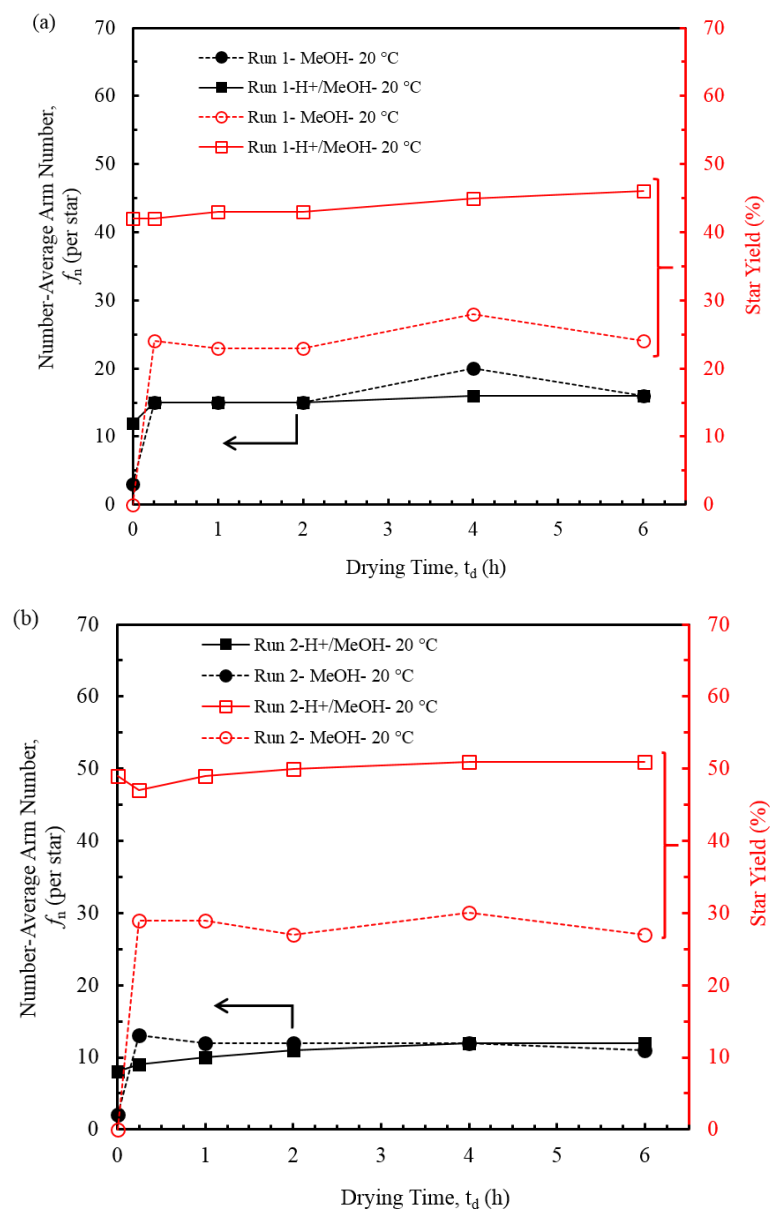 (a)
70
60
50
40
30
20
10
0
Number-Average Arm Number,
fn (per star)
Run 1- MeOH- 20 °C
Run 1-H+/MeOH- 20 °C
Run 1- MeOH- 20 °C
Run 1-H+/MeOH- 20 °C
70
60
50
40
30
20
10
0
Star Yield (%)
0 1 2 3 4 5 6
Drying Time, td (h)
(b)
70
60
50
40
30
20
10
0
Number-Average Arm Number,
fn (per star)
Run 2-H+/MeOH- 20 °C
Run 2- MeOH- 20 °C
Run 2-H+/MeOH- 20 °C
Run 2- MeOH- 20 °C
70
60
50
40
30
20
10
0
Star Yield (%)
0 1 2 3 4 5 6
Drying Time, td (h)